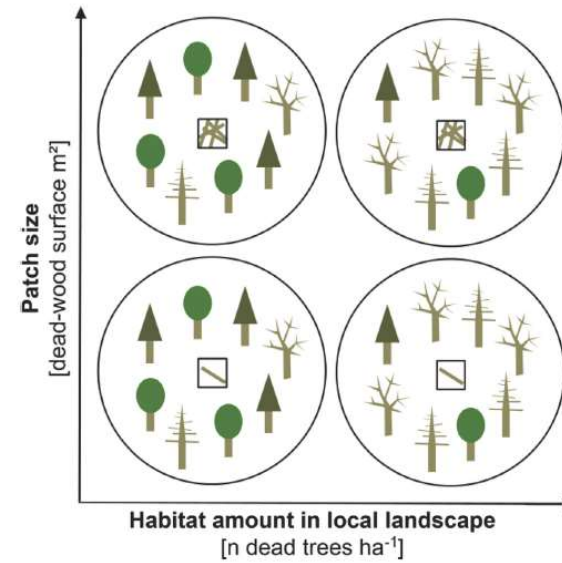 Patch size
[dead-wood surface m²]
Habitat amount in local landscape
[n dead trees ha⁻¹]